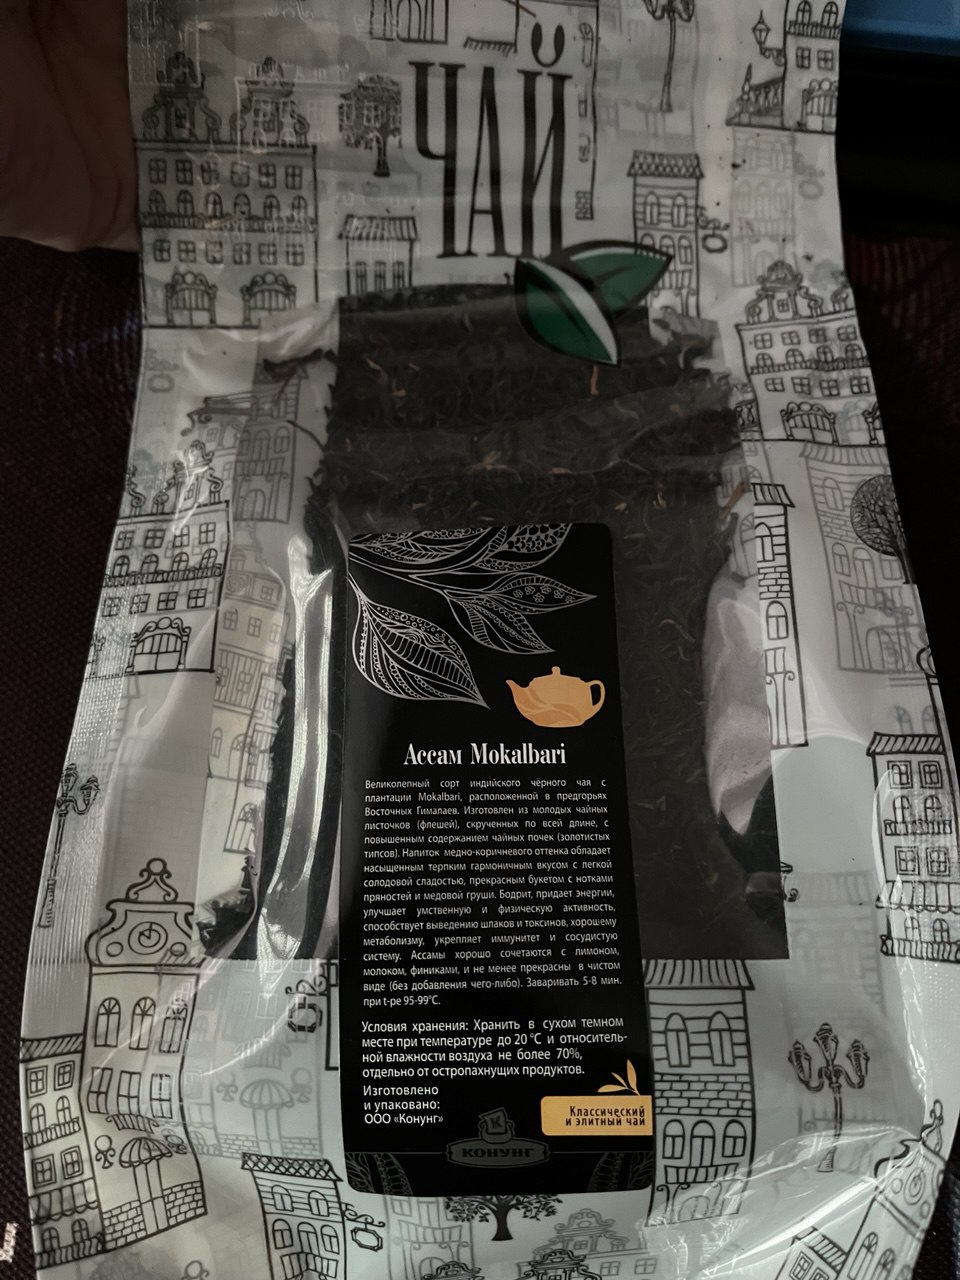 ЧАЙ
Ассам Mokalbari
Великолепный сорт индийского чёрного чая с
плантации Mokalbari, расположенной в предгорьях
Восточных Гималаев. Изготовлен из молодых чайных
листочков (флешей), скрученных по всей длине, с
повышенным содержанием чайных почек (золотистых
типсов). Напиток медно-коричневого оттенка обладает
насыщенным терпким гармоничным вкусом с легкой
солодовой сладостью, прекрасным букетом с нотками
пряностей и медовой груши. Бодрит, придает энергии,
улучшает умственную и физическую активность,
способствует выведению шлаков и токсинов, хорошему
метаболизму, укрепляет иммунитет и сосудистую
систему. Ассамы хорошо сочетаются с лимоном,
молоком, финиками, и не менее прекрасны в чистом
виде (без добавления чего-либо). Заваривать 5-8 мин.
при t-ре 95-99°С.
Условия хранения: Хранить в сухом темном
месте при температуре до 20 °С и относитель-
ной влажности воздуха не более 70%,
отдельно от остропахнущих продуктов.
Изготовлено
и упаковано:
ООО «Конунг»
Классический
и элитный чай
К
КОНУНГ